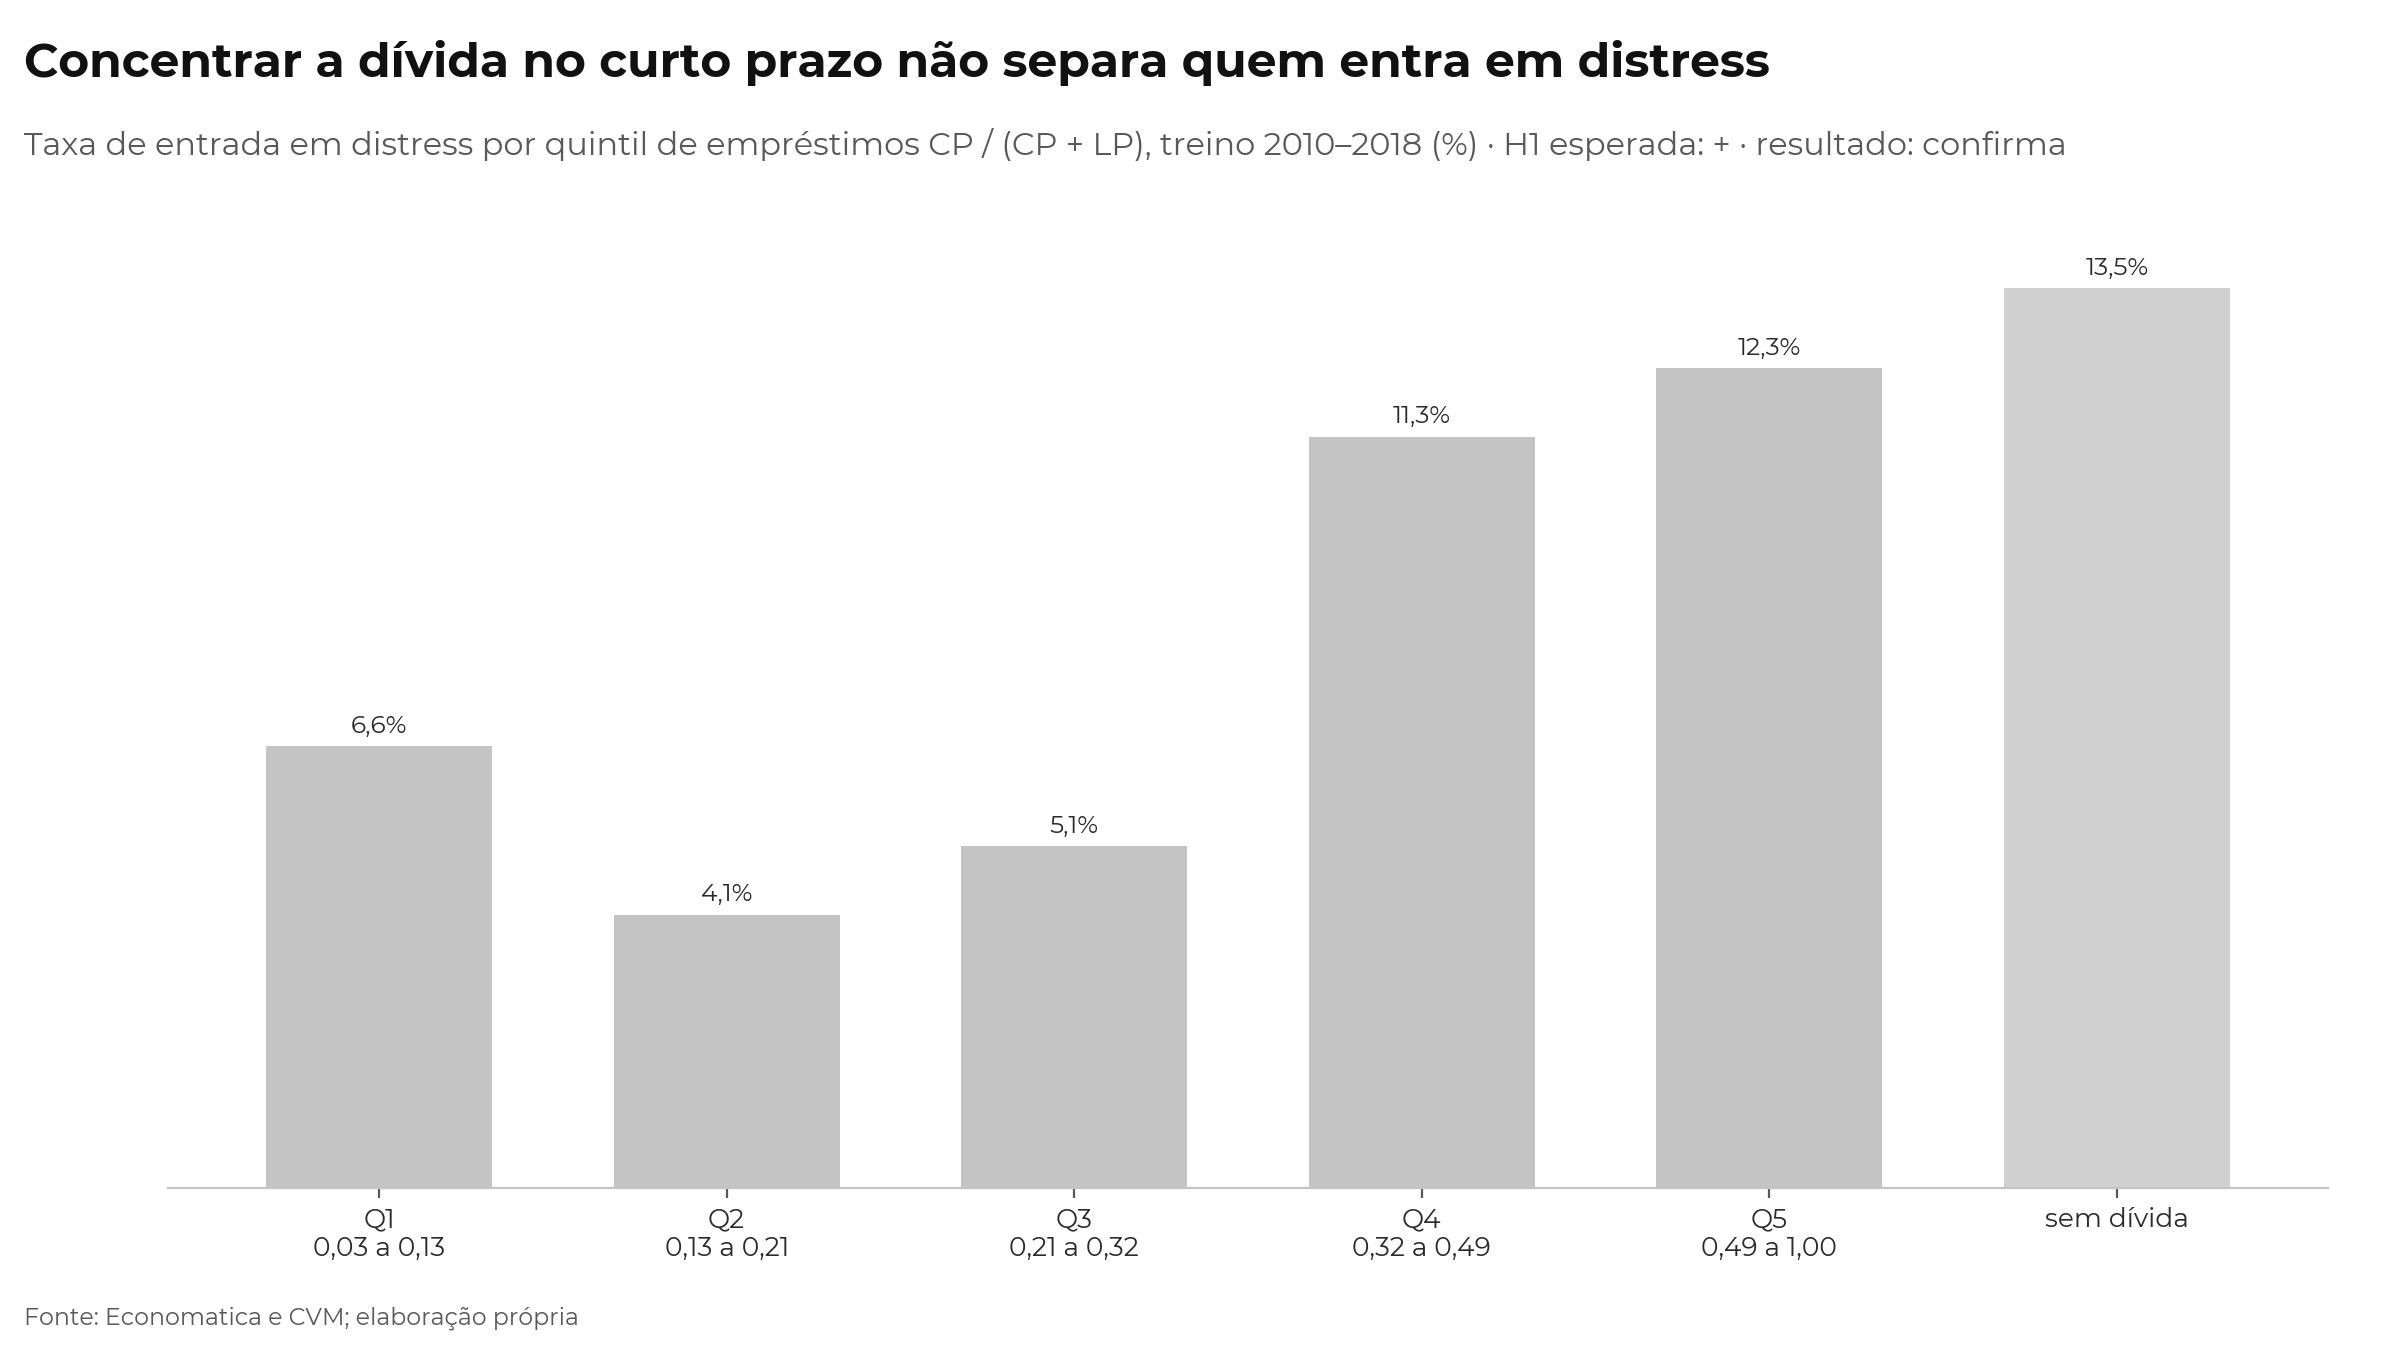 Concentrar a dívida no curto prazo não separa quem entra em distress
Taxa de entrada em distress por quintil de empréstimos CP / (CP + LP), treino 2010–2018 (%) · H1 esperada: + · resultado: confirma
13,5%
12,3%
11,3%
6,6%
5,1%
4,1%
Q1
0,03 a 0,13
Q2
0,13 a 0,21
Q3
0,21 a 0,32
Q4
0,32 a 0,49
Q5
0,49 a 1,00
sem dívida
Fonte: Economatica e CVM; elaboração própria